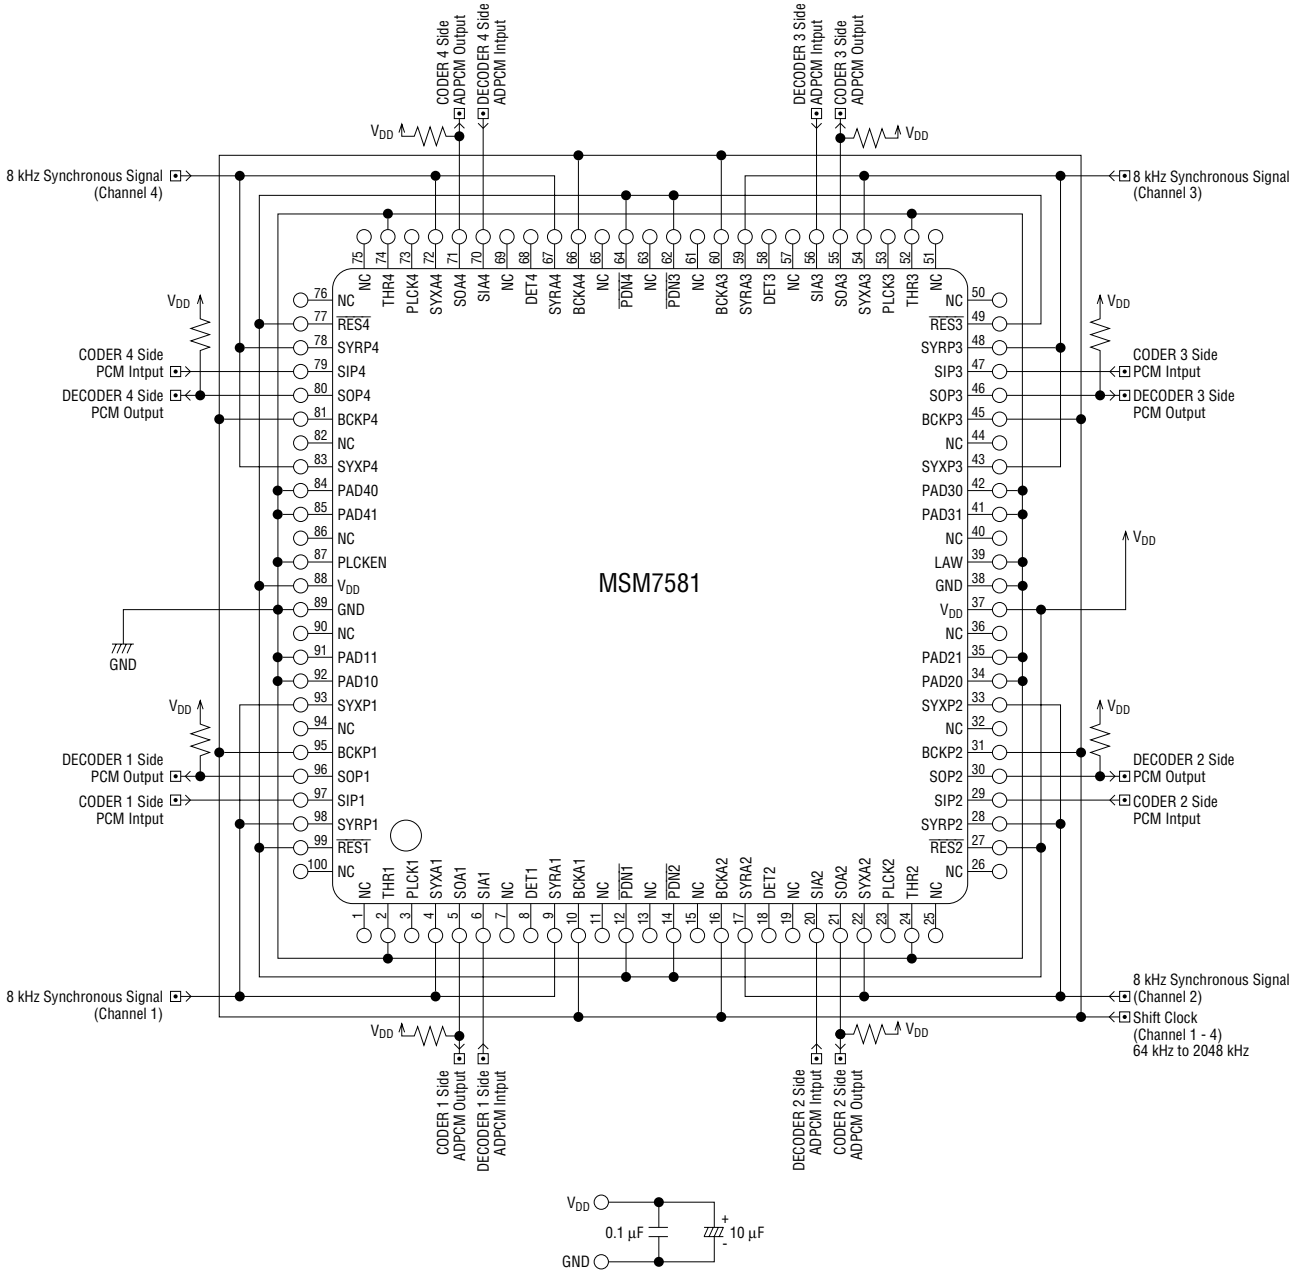 CODER 4 Side
ADPCM Output
DECODER 4 Side
ADPCM Intput
DECODER 3 Side
ADPCM Intput
CODER 3 Side
ADPCM Output
VDD
VDD
8 kHz Synchronous Signal
(Channel 4)
8 kHz Synchronous Signal
(Channel 3)
75 74 73 72 71 70 69 68 67 66 65 64 63 62 61 60 59 58 57 56 55 54 53 52 51
NC THR4 PLCK4 SYXA4 SOA4 SIA4 NC DET4 SYRA4 BCKA4 NC PDN4 NC PDN3 NC BCKA3 SYRA3 DET3 NC SIA3 SOA3 SYXA3 PLCK3 THR3 NC
VDD
CODER 4 Side
PCM Intput
DECODER 4 Side
PCM Output
76 NC
77 RES4
78 SYRP4
79 SIP4
80 SOP4
81 BCKP4
82 NC
83 SYXP4
84 PAD40
85 PAD41
86 NC
87 PLCKEN
88 VDD
89 GND
90 NC
91 PAD11
92 PAD10
93 SYXP1
94 NC
95 BCKP1
96 SOP1
97 SIP1
98 SYRP1
99 RES1
100 NC
GND
VDD
DECODER 1 Side
PCM Output
CODER 1 Side
PCM Intput
MSM7581
NC 50
RES3 49
SYRP3 48
SIP3 47
SOP3 46
BCKP3 45
NC 44
SYXP3 43
PAD30 42
PAD31 41
NC 40
LAW 39
GND 38
VDD 37
NC 36
PAD21 35
PAD20 34
SYXP2 33
NC 32
BCKP2 31
SOP2 30
SIP2 29
SYRP2 28
RES2 27
NC 26
VDD
CODER 3 Side
PCM Intput
DECODER 3 Side
PCM Output
VDD
VDD
DECODER 2 Side
PCM Output
CODER 2 Side
PCM Intput
NC THR1 PLCK1 SYXA1 SOA1 SIA1 NC DET1 SYRA1 BCKA1 NC PDN1 NC PDN2 NC BCKA2 SYRA2 DET2 NC SIA2 SOA2 SYXA2 PLCK2 THR2 NC
1 2 3 4 5 6 7 8 9 10 11 12 13 14 15 16 17 18 19 20 21 22 23 24 25
8 kHz Synchronous Signal
(Channel 1)
8 kHz Synchronous Signal
(Channel 2)
Shift Clock
(Channel 1 - 4)
64 kHz to 2048 kHz
VDD
VDD
CODER 1 Side
ADPCM Output
DECODER 1 Side
ADPCM Intput
DECODER 2 Side
ADPCM Intput
CODER 2 Side
ADPCM Output
VDD
0.1 µF
+
10 µF
-
GND